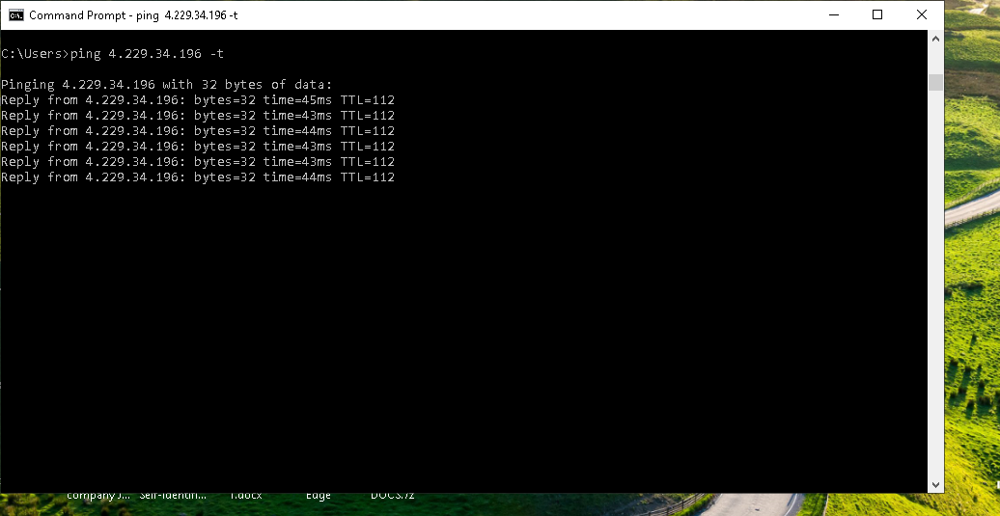 Command Prompt - ping  4.229.34.196 -t
C:\Users>ping 4.229.34.196 -t
Pinging 4.229.34.196 with 32 bytes of data:
Reply from 4.229.34.196: bytes=32 time=45ms TTL=112
Reply from 4.229.34.196: bytes=32 time=43ms TTL=112
Reply from 4.229.34.196: bytes=32 time=44ms TTL=112
Reply from 4.229.34.196: bytes=32 time=43ms TTL=112
Reply from 4.229.34.196: bytes=32 time=43ms TTL=112
Reply from 4.229.34.196: bytes=32 time=44ms TTL=112
Self-Identifi... Edge